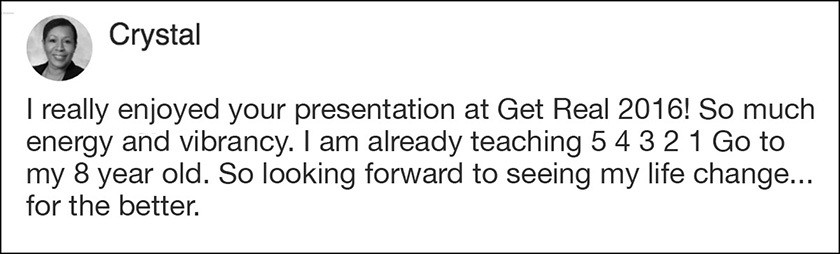 Crystal
I really enjoyed your presentation at Get Real 2016! So much
energy and vibrancy. I am already teaching 5 4 3 2 1 Go to
my 8 year old. So looking forward to seeing my life change...
for the better.